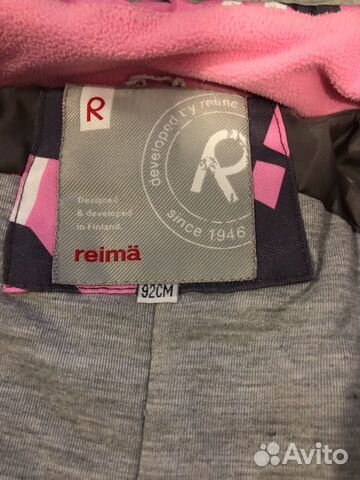 R
developed by reima
R
since 1946
Designed
& developed
in Finland.
reimä
92CM
Avito